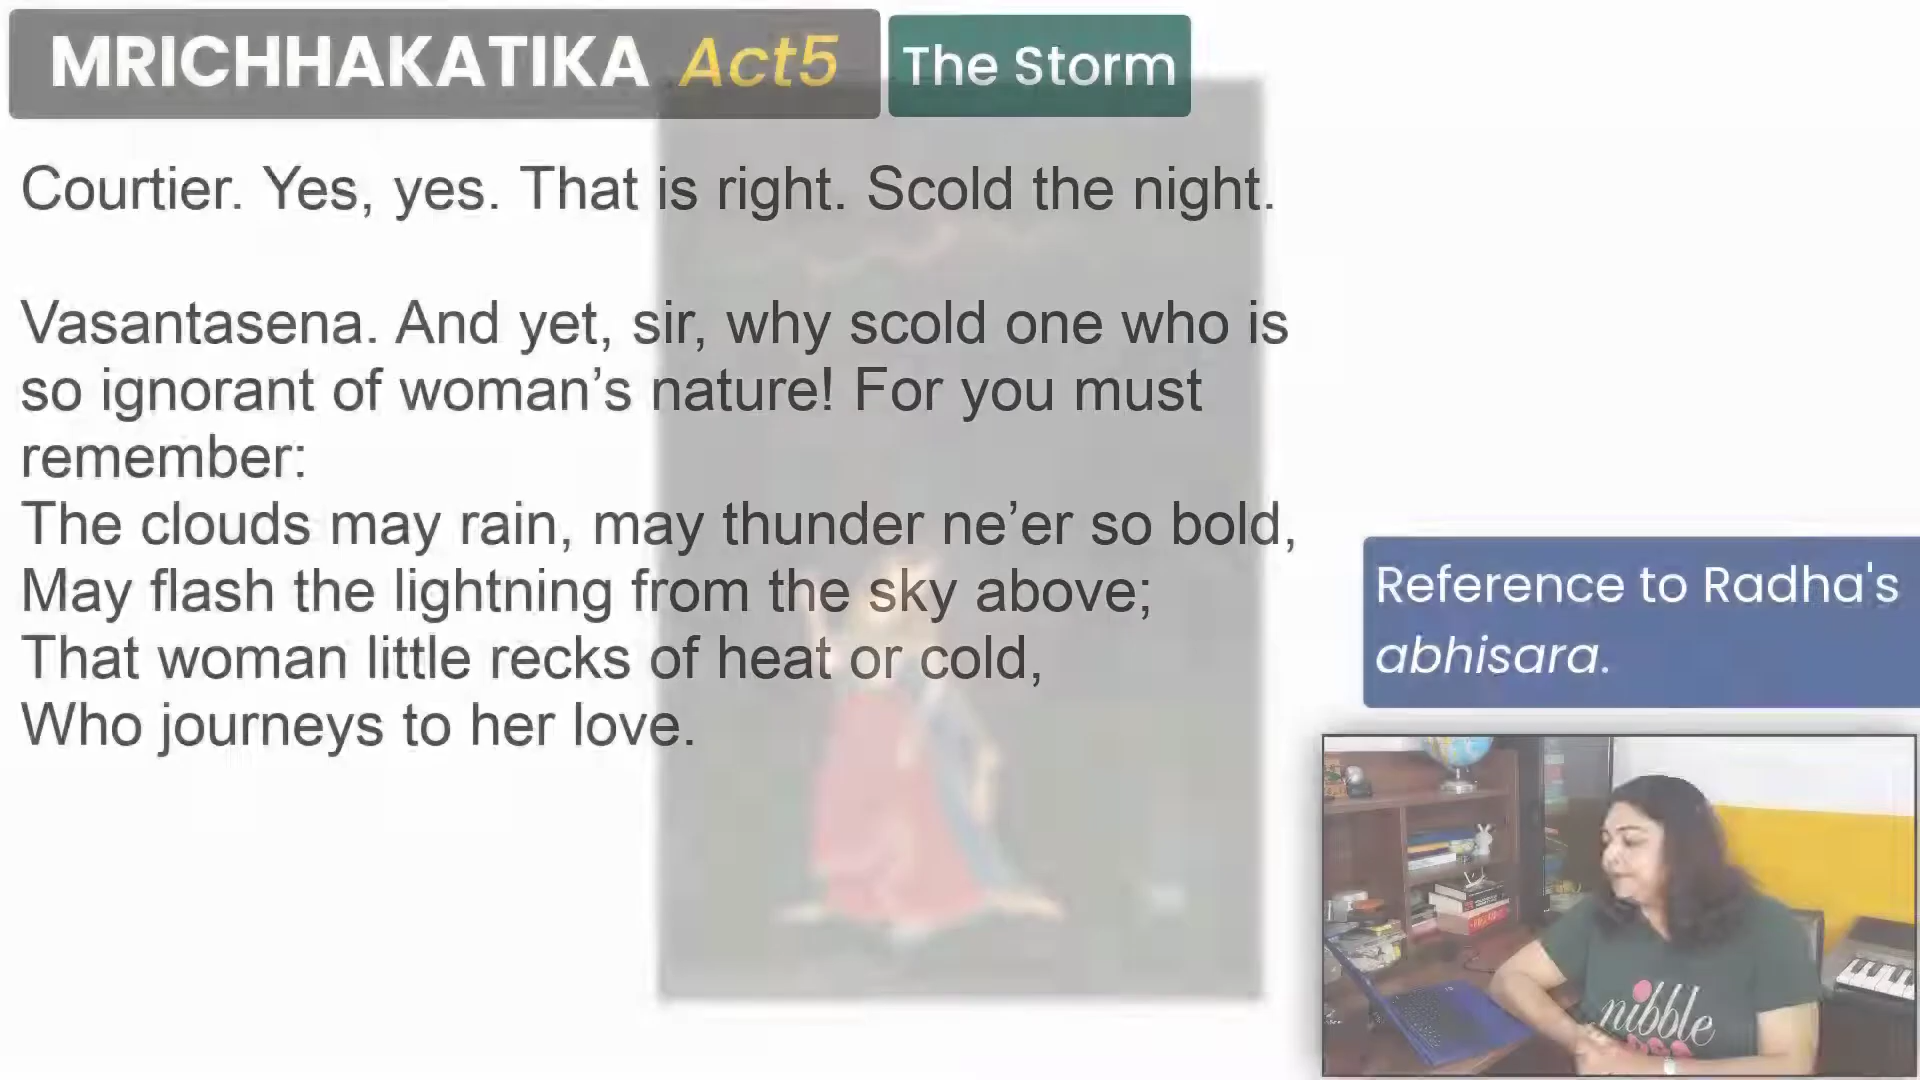 MRICHHAKATIKA Act5
The Storm
Courtier. Yes, yes. That is right. Scold the night.
Vasantasena. And yet, sir, why scold one who is
so ignorant of woman’s nature! For you must
remember:
The clouds may rain, may thunder ne’er so bold,
May flash the lightning from the sky above;
That woman little recks of heat or cold,
Who journeys to her love.
Reference to Radha's
abhisara.
nibble